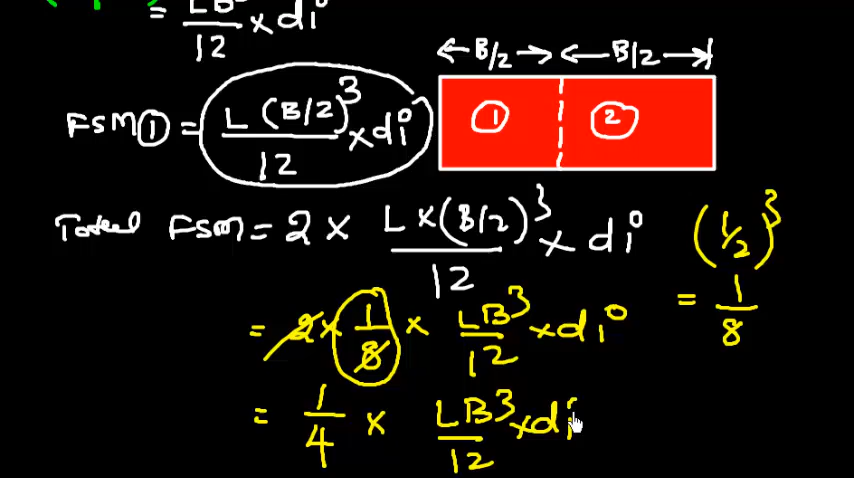 = LB³/12 × di
B/2 B/2
FSM① = L(B/2)³/12 × di
① ②
Total FSM = 2 × L×(B/2)³/12 × di
(1/2)³
= 2 × 1/8 × LB³/12 × di
= 1/8
= 1/4 × LB³/12 × di